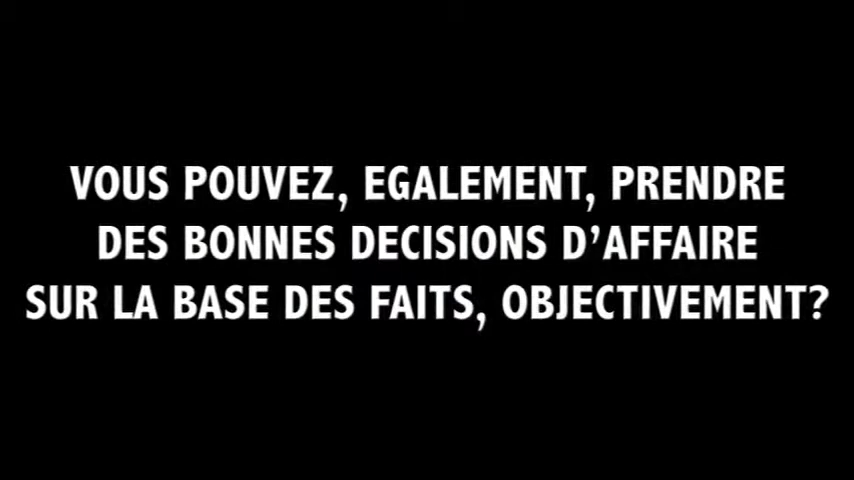 VOUS POUVEZ, EGALEMENT, PRENDRE
DES BONNES DECISIONS D’AFFAIRE
SUR LA BASE DES FAITS, OBJECTIVEMENT?